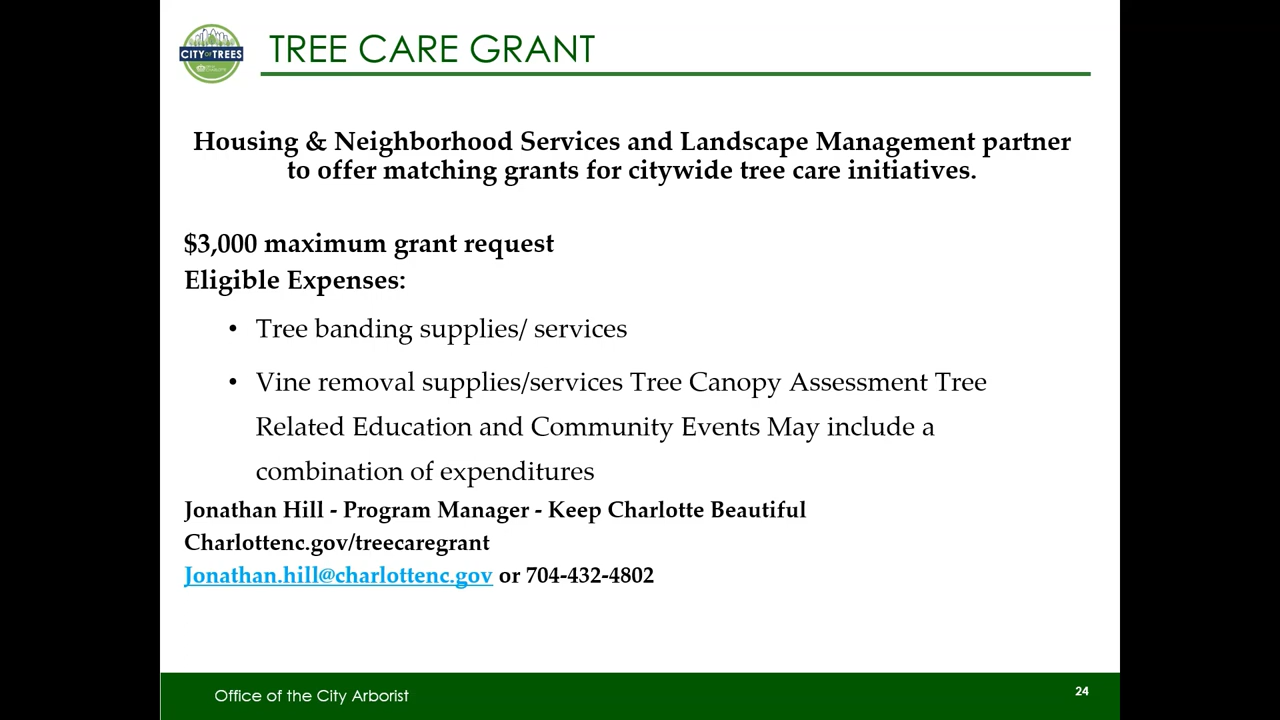 CITY OF TREES
TREE CARE GRANT
Housing & Neighborhood Services and Landscape Management partner
to offer matching grants for citywide tree care initiatives.
$3,000 maximum grant request
Eligible Expenses:
• Tree banding supplies/ services
• Vine removal supplies/services Tree Canopy Assessment Tree
Related Education and Community Events May include a
combination of expenditures
Jonathan Hill - Program Manager - Keep Charlotte Beautiful
Charlottenc.gov/treecaregrant
Jonathan.hill@charlottenc.gov or 704-432-4802
Office of the City Arborist
24